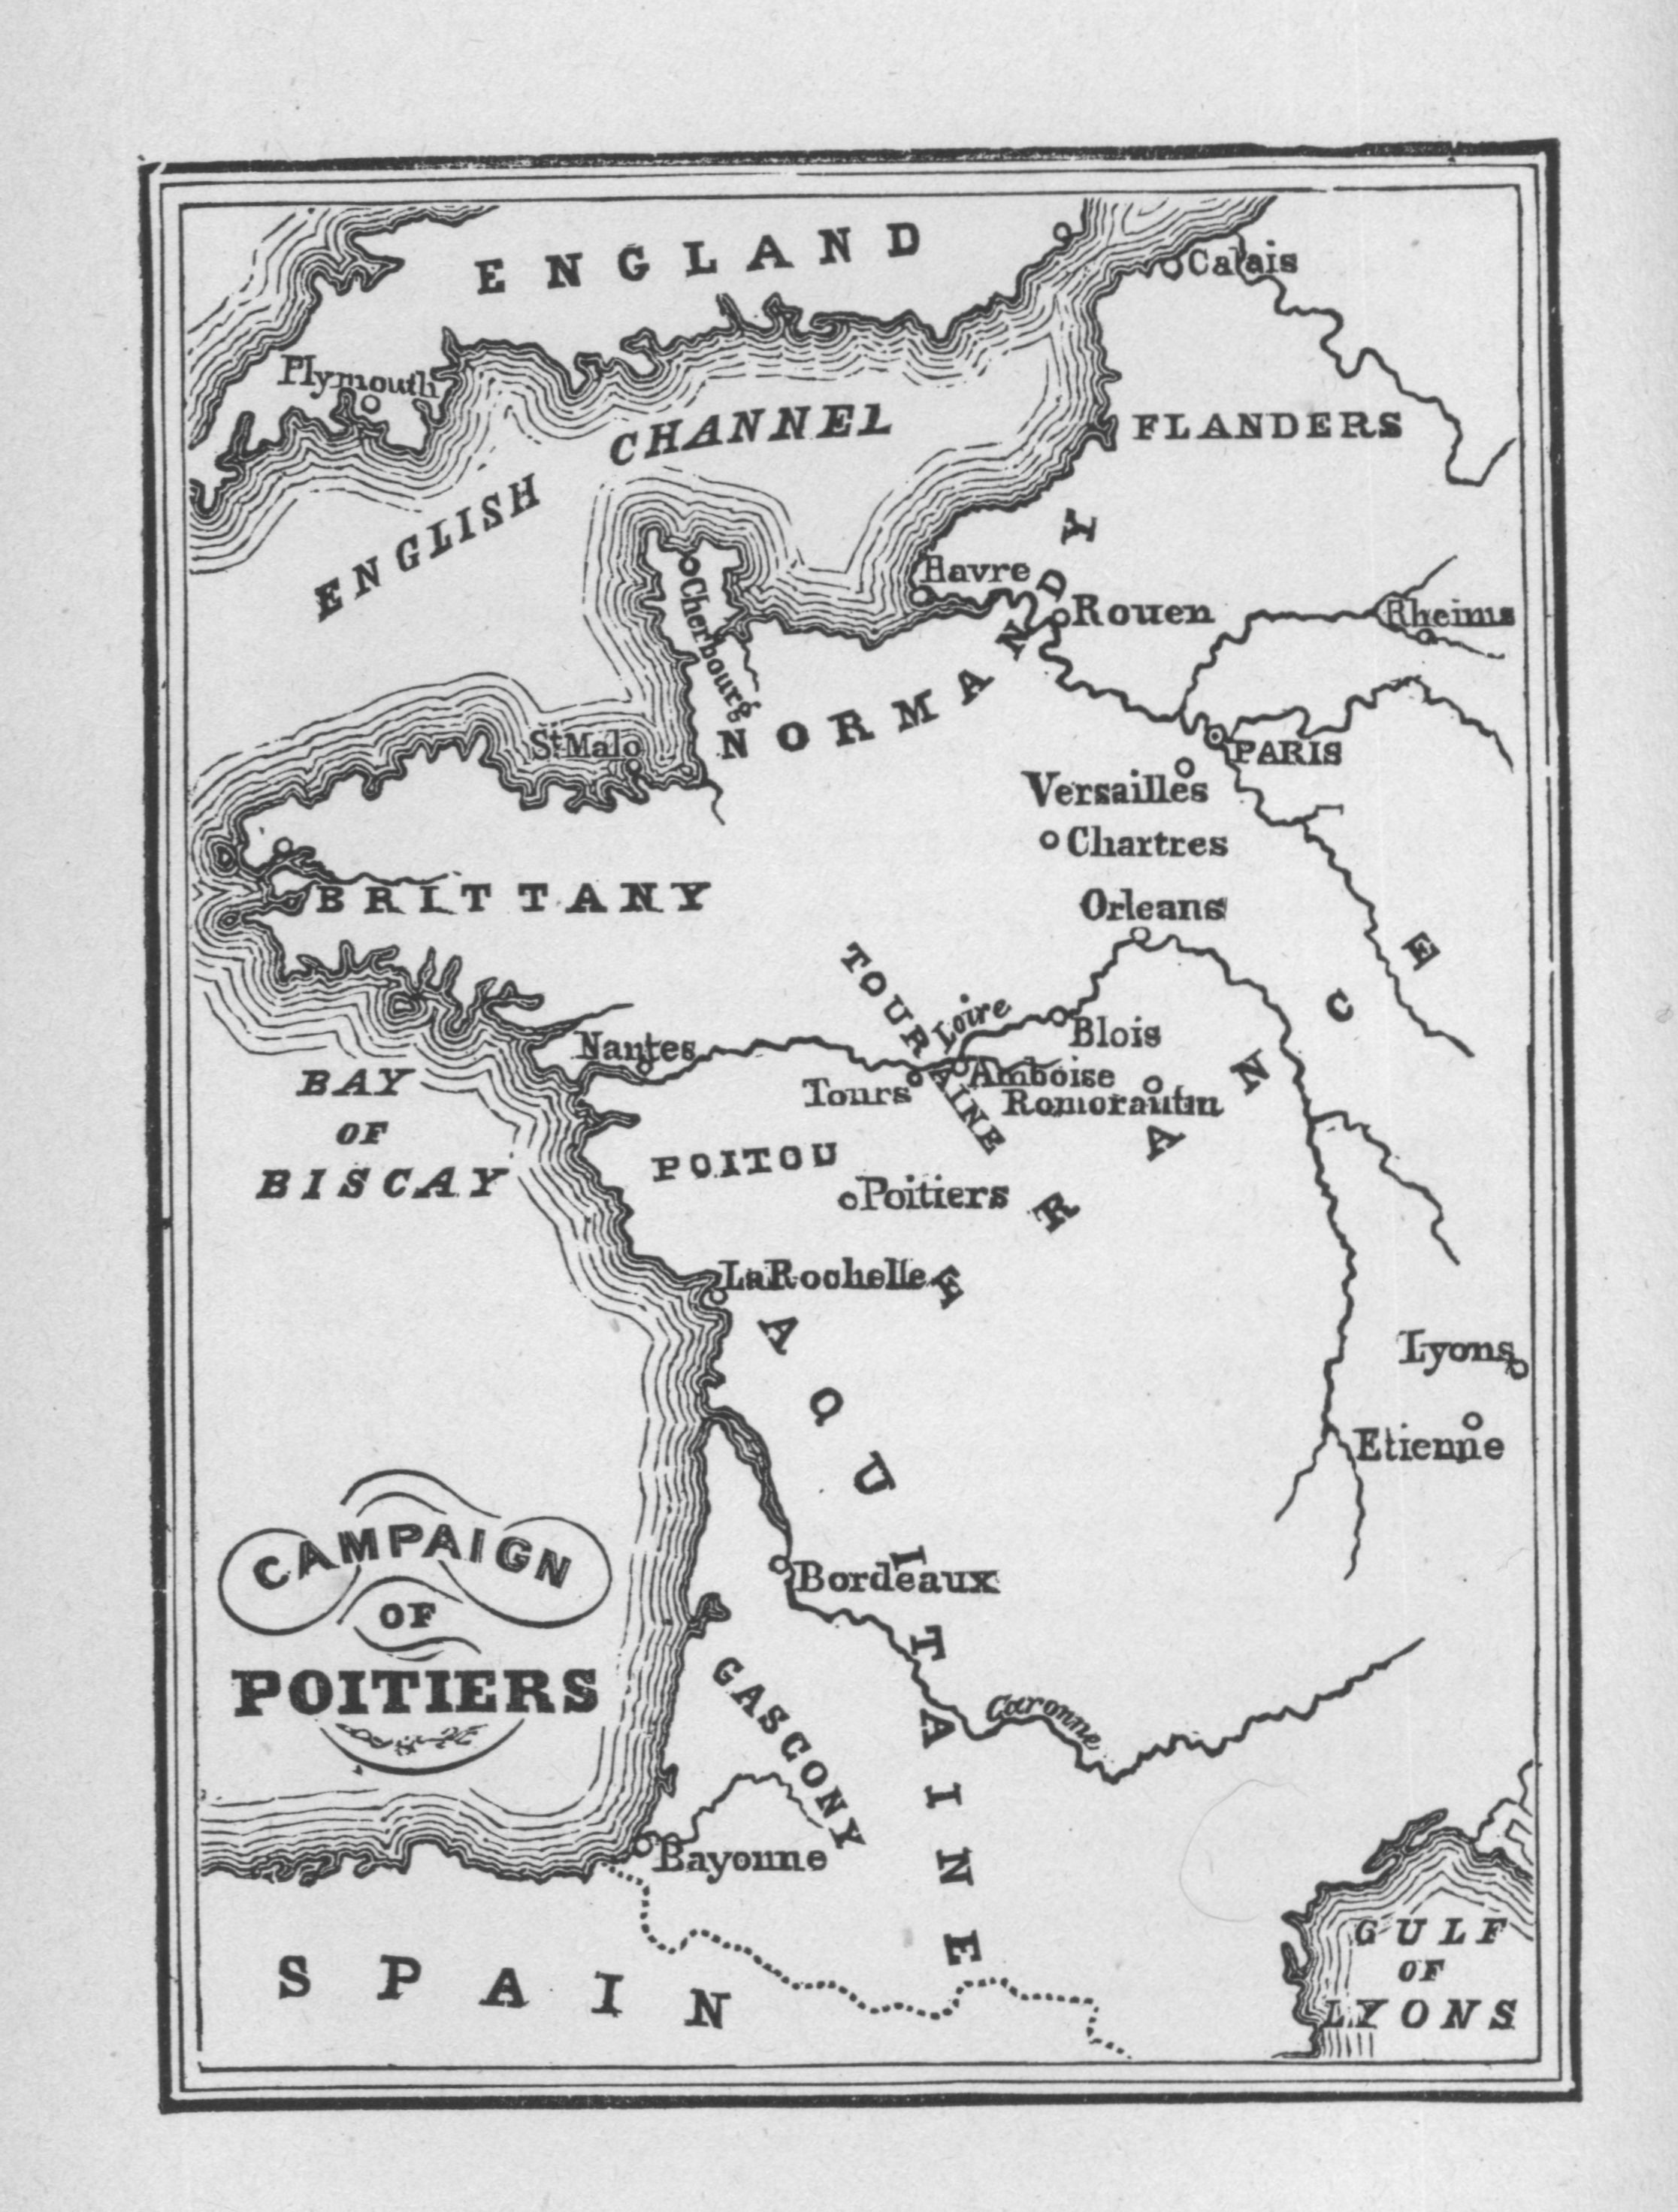 ENGLAND
Calais
Plymouth
ENGLISH CHANNEL
FLANDERS
Havre
Cherbourg
Rouen
Rheims
NORMANDY
St Malo
PARIS
Versailles
Chartres
BRITTANY
Orleans
TOURAINE
Loire
Blois
Nantes
Amboise
Tours
Romorautin
BAY
OF
BISCAY
POITOU
Poitiers
FRANCE
La Rochelle
AQUITAINE
Lyons
Etienne
CAMPAIGN
OF
POITIERS
Bordeaux
GASCONY
Garonne
Bayonne
SPAIN
GULF
OF
LYONS